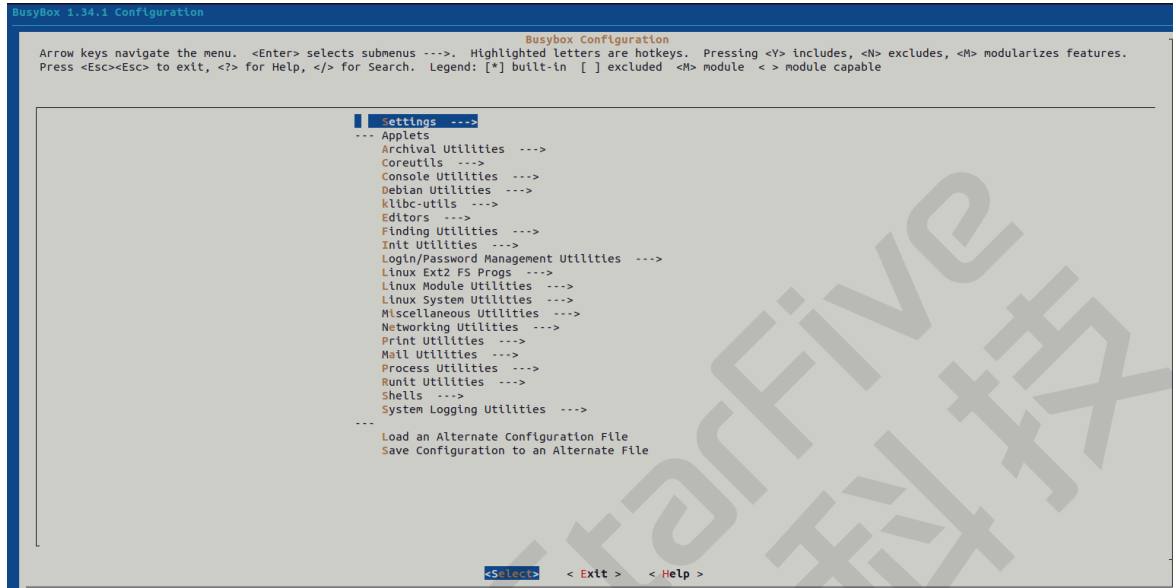 BusyBox 1.34.1 Configuration
Busybox Configuration
Arrow keys navigate the menu.  <Enter> selects submenus --->.  Highlighted letters are hotkeys.  Pressing <Y> includes, <N> excludes, <M> modularizes features.
Press <Esc><Esc> to exit, <?> for Help, </> for Search.  Legend: [*] built-in  [ ] excluded  <M> module  < > module capable
Settings  --->
--- Applets
Archival Utilities  --->
Coreutils  --->
Console Utilities  --->
Debian Utilities  --->
klibc-utils  --->
Editors  --->
Finding Utilities  --->
Init Utilities  --->
Login/Password Management Utilities  --->
Linux Ext2 FS Progs  --->
Linux Module Utilities  --->
Linux System Utilities  --->
Miscellaneous Utilities  --->
Networking Utilities  --->
Print Utilities  --->
Mail Utilities  --->
Process Utilities  --->
Runit Utilities  --->
Shells  --->
System Logging Utilities  --->
---
Load an Alternate Configuration File
Save Configuration to an Alternate File
<Select>    < Exit >    < Help >
StarFive
科技